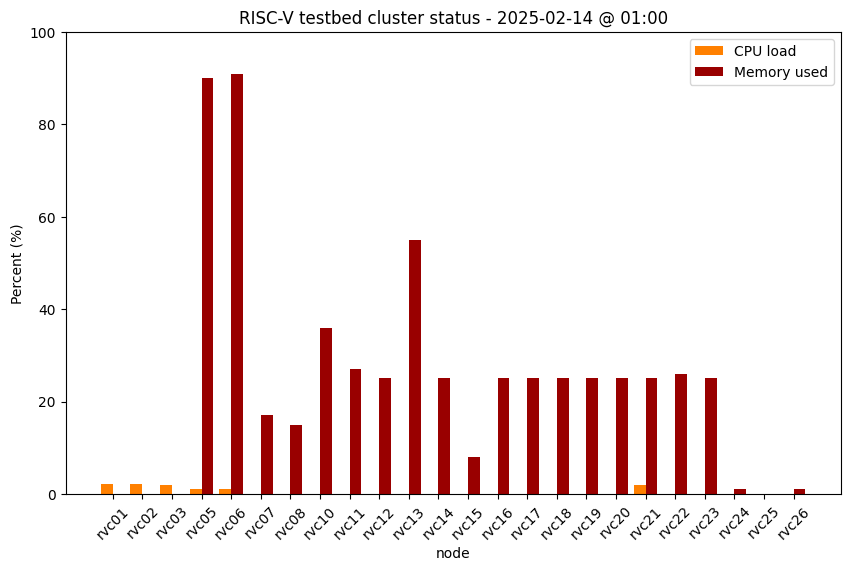 RISC-V testbed cluster status - 2025-02-14 @ 01:00
CPU load
Memory used
Percent (%)
100
80
60
40
20
0
rvc01 rvc02 rvc03 rvc05 rvc06 rvc07 rvc08 rvc10 rvc11 rvc12 rvc13 rvc14 rvc15 rvc16 rvc17 rvc18 rvc19 rvc20 rvc21 rvc22 rvc23 rvc24 rvc25 rvc26
node